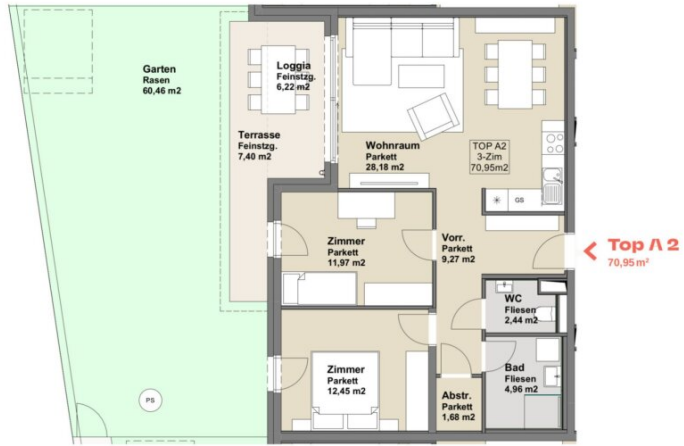 Garten
Rasen
60,46 m2
Loggia
Feinstzg.
6,22 m2
Terrasse
Feinstzg.
7,40 m2
Wohnraum
Parkett
28,18 m2
TOP A2
3-Zim
70,95m2
GS
Zimmer
Parkett
11,97 m2
Vorr.
Parkett
9,27 m2
Top A 2
70,95 m²
WC
Fliesen
2,44 m2
Zimmer
Parkett
12,45 m2
Bad
Fliesen
4,96 m2
Abstr.
Parkett
1,68 m2
PS